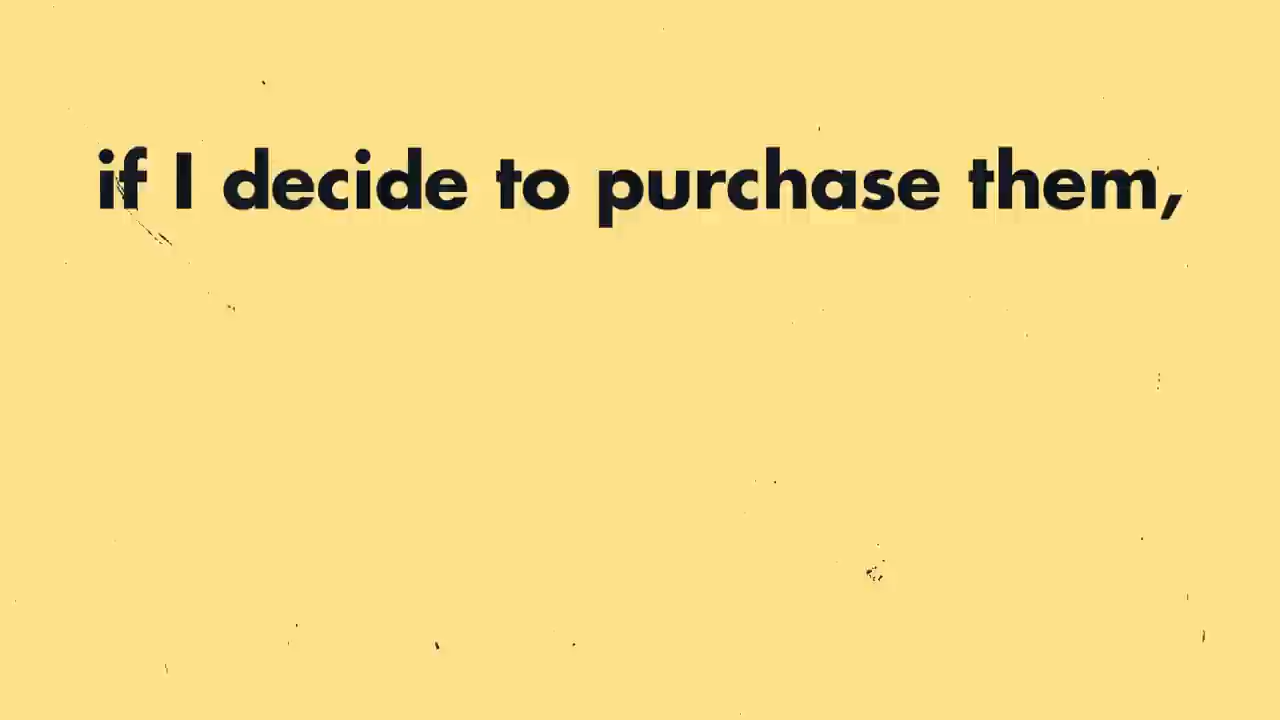 if I decide to purchase them,